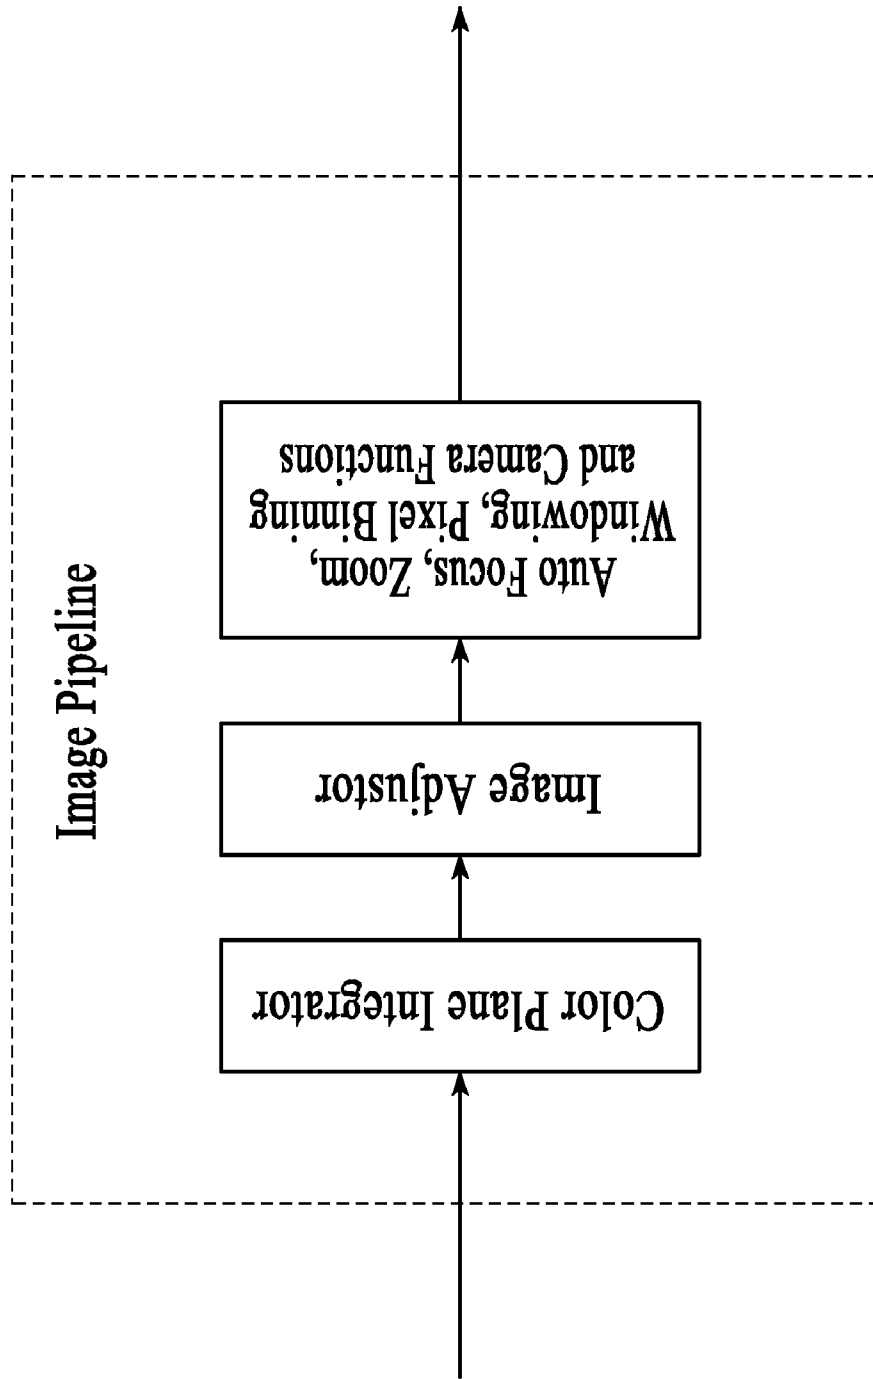 Image Pipeline
Color Plane Integrator
Image Adjustor
Auto Focus, Zoom,
Windowing, Pixel Binning
and Camera Functions